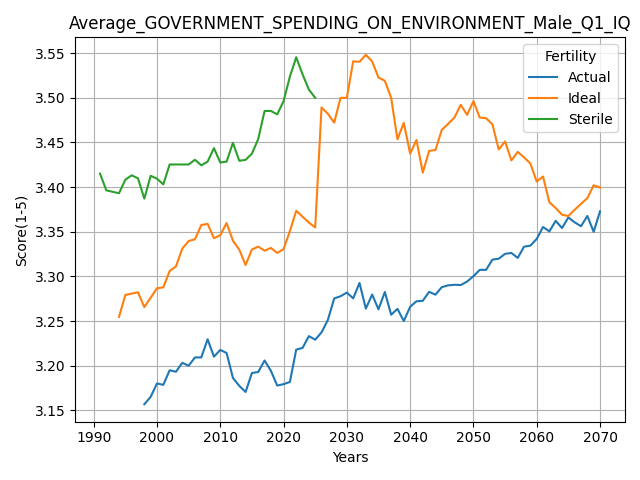 Average_GOVERNMENT_SPENDING_ON_ENVIRONMENT_Male_Q1_IQ
Fertility
Actual
Ideal
Sterile
Score(1-5)
3.55
3.50
3.45
3.40
3.35
3.30
3.25
3.20
3.15
1990 2000 2010 2020 2030 2040 2050 2060 2070
Years